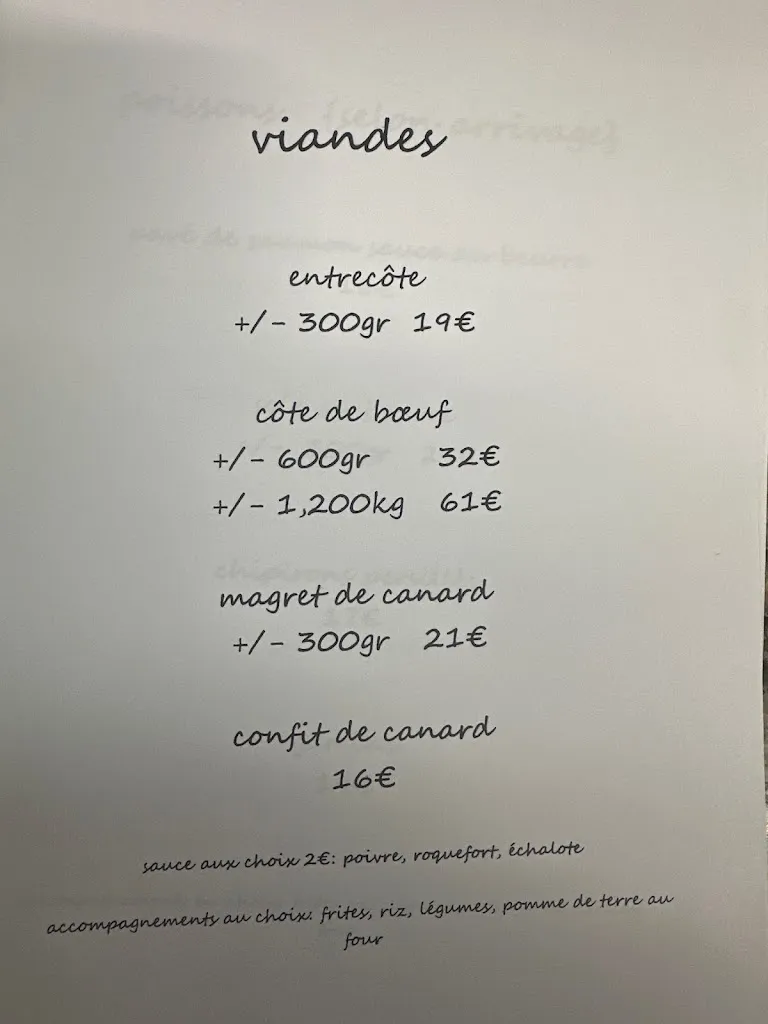 viandes
entrecôte
+/- 300gr 19€
côte de bœuf
+/- 600gr 32€
+/- 1,200kg 61€
magret de canard
+/- 300gr 21€
confit de canard
16€
sauce aux choix 2€: poivre, roquefort, échalote
accompagnements au choix: frites, riz, légumes, pomme de terre au
four